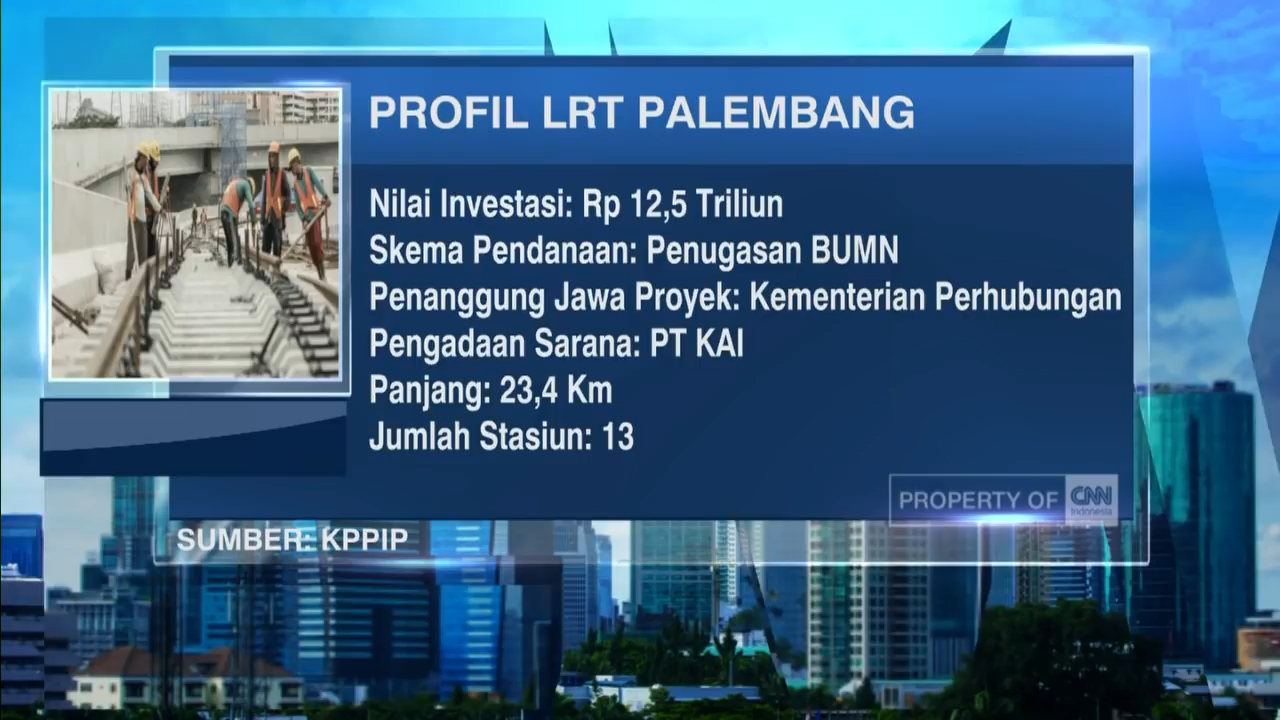 PROFIL LRT PALEMBANG
Nilai Investasi: Rp 12,5 Triliun
Skema Pendanaan: Penugasan BUMN
Penanggung Jawa Proyek: Kementerian Perhubungan
Pengadaan Sarana: PT KAI
Panjang: 23,4 Km
Jumlah Stasiun: 13
PROPERTY OF CNN Indonesia
SUMBER: KPPIP